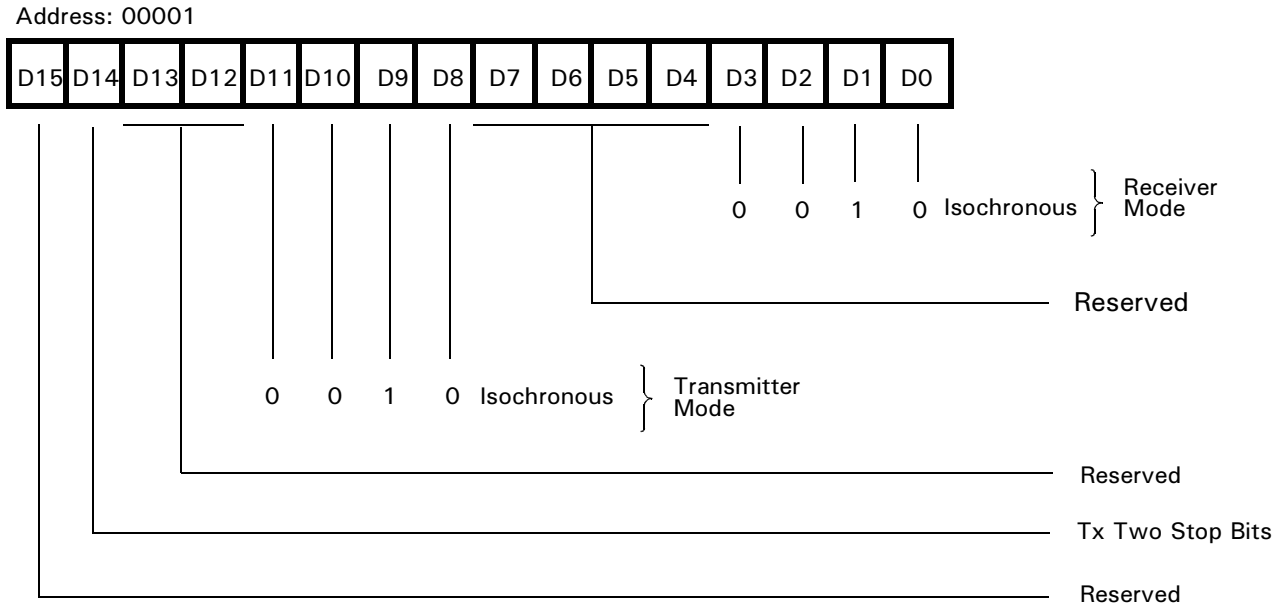 Address: 00001
D15 D14 D13 D12 D11 D10 D9 D8 D7 D6 D5 D4 D3 D2 D1 D0
0 0 1 0 Isochronous Receiver
Mode
Reserved
0 0 1 0 Isochronous Transmitter
Mode
Reserved
Tx Two Stop Bits
Reserved